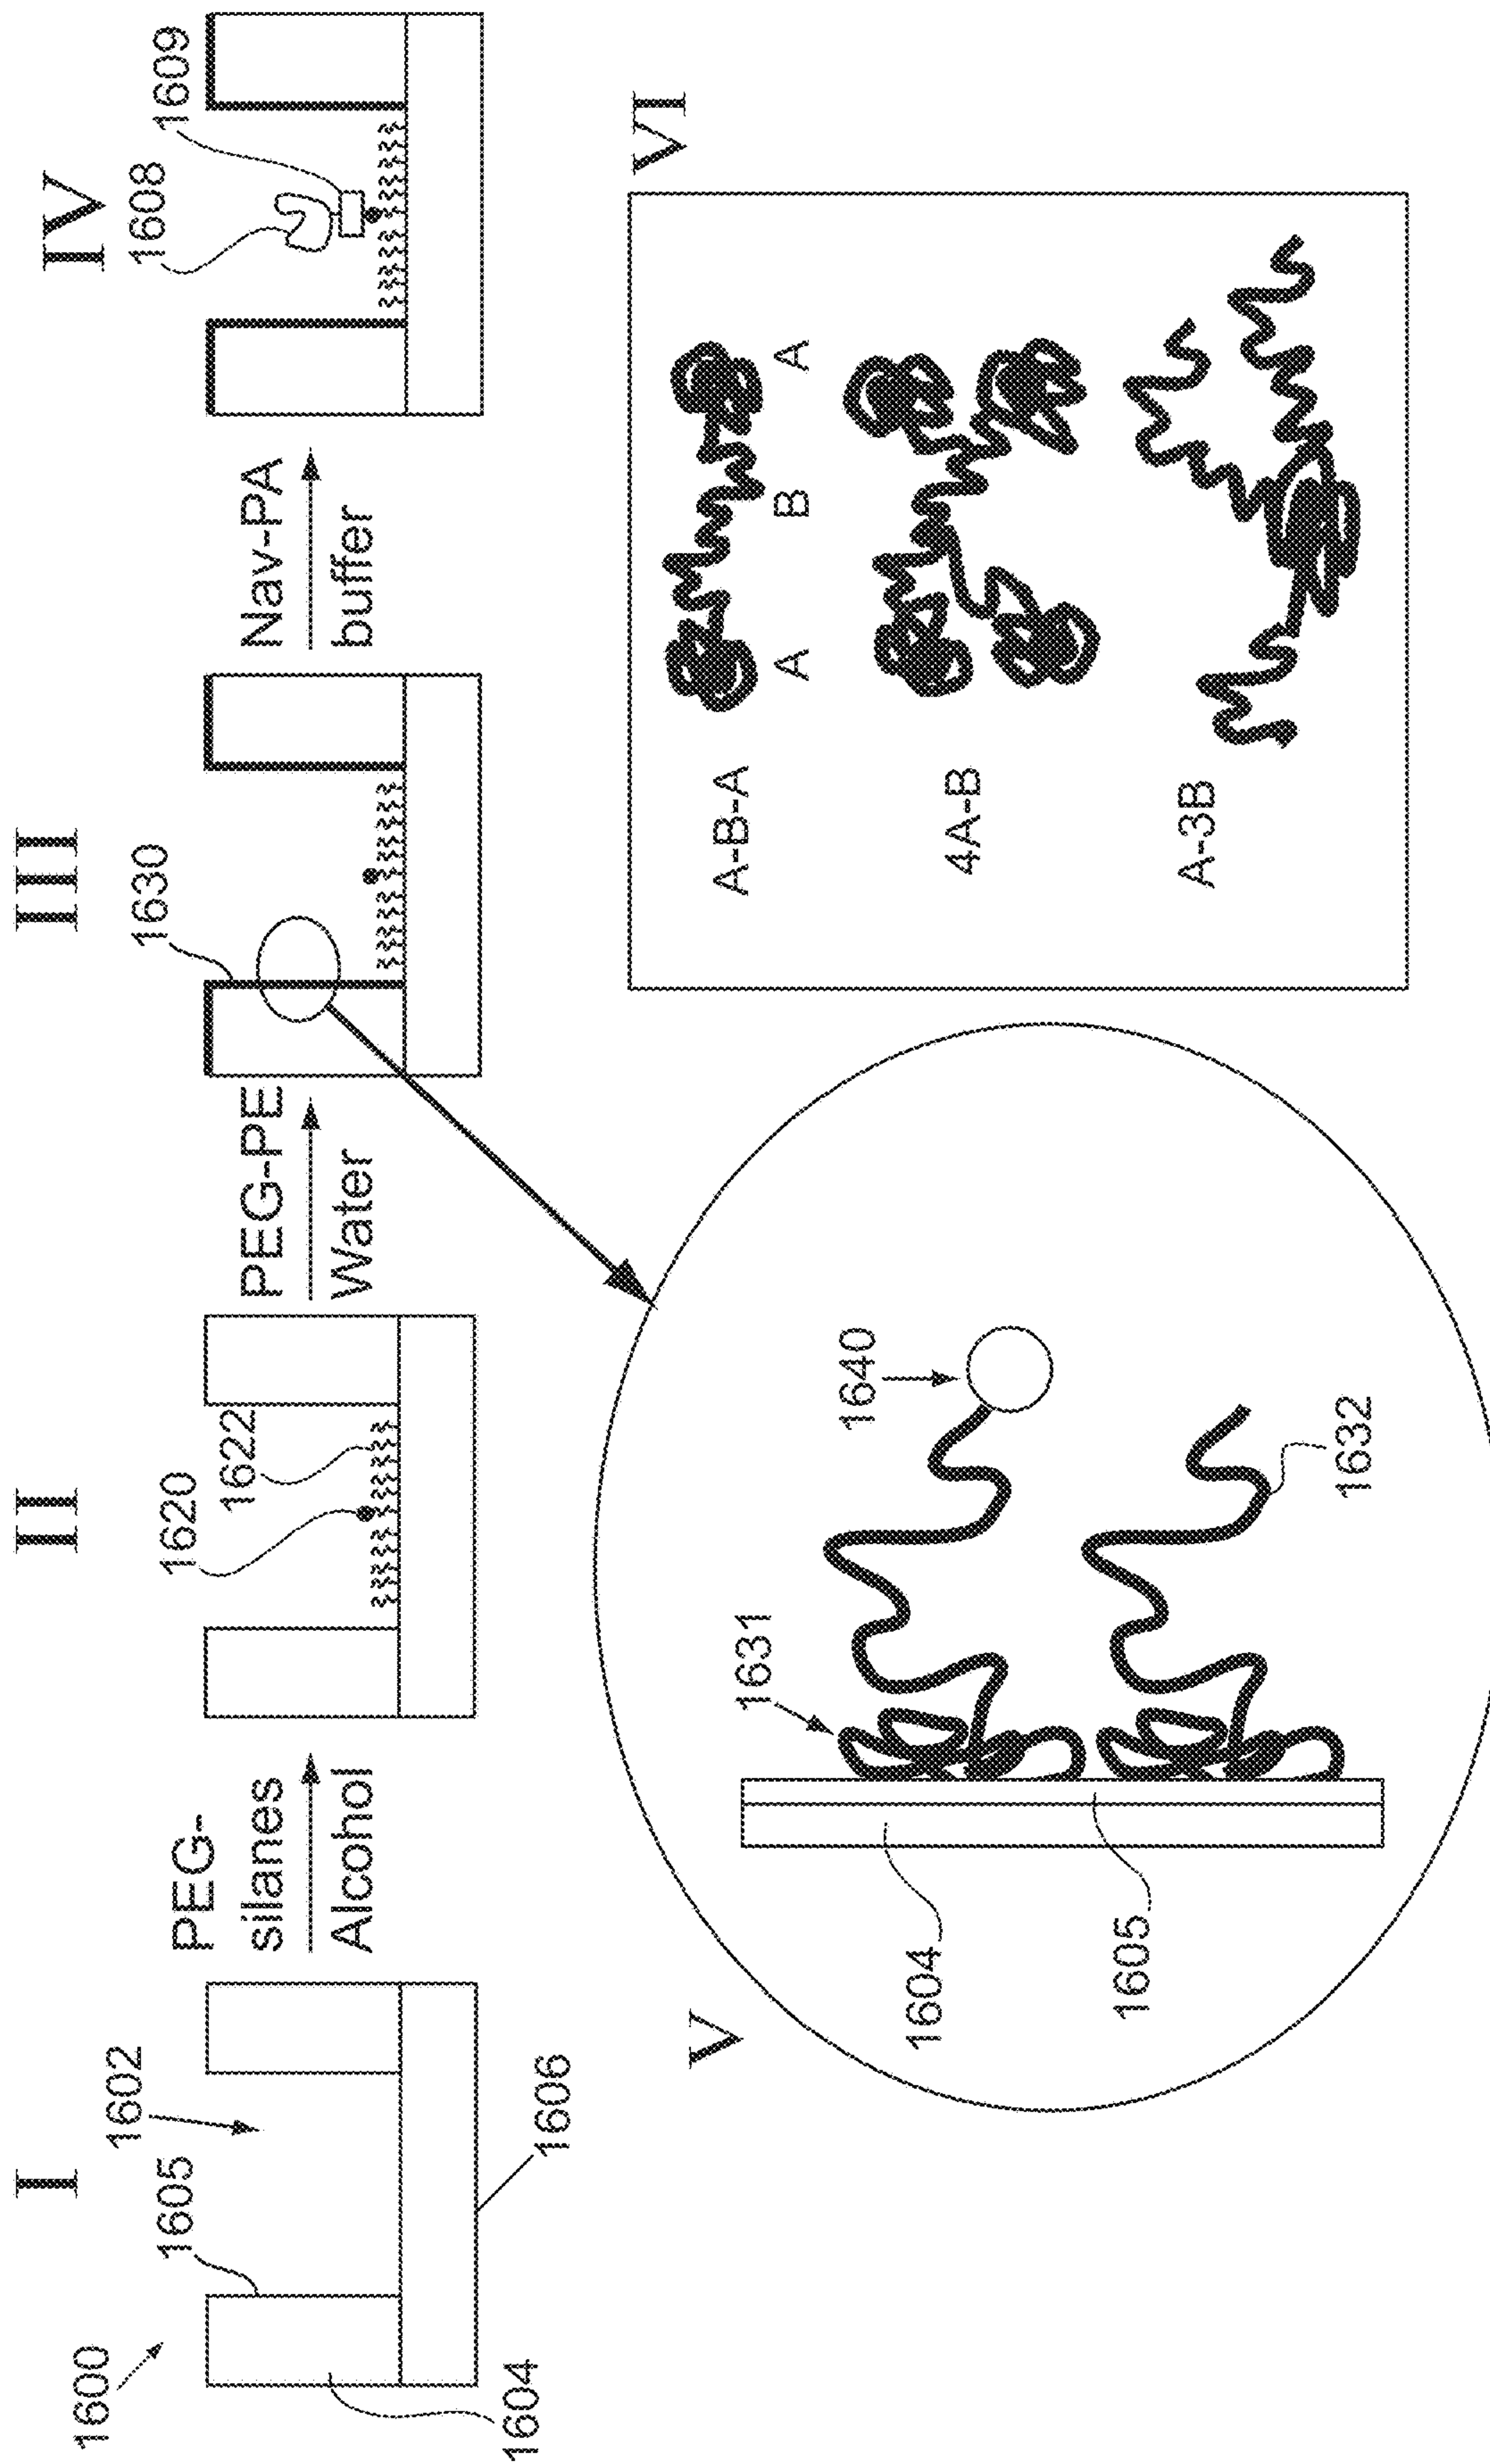 I
II
III
IV
1600
1605
1602
1604
1606
PEG-
silanes
Alcohol
1620
1622
PEG-PE
Water
1630
Nav-PA
buffer
1608
1609
V
1604
1605
1631
1640
1632
VI
A-B-A
A
B
A
4A-B
A-3B